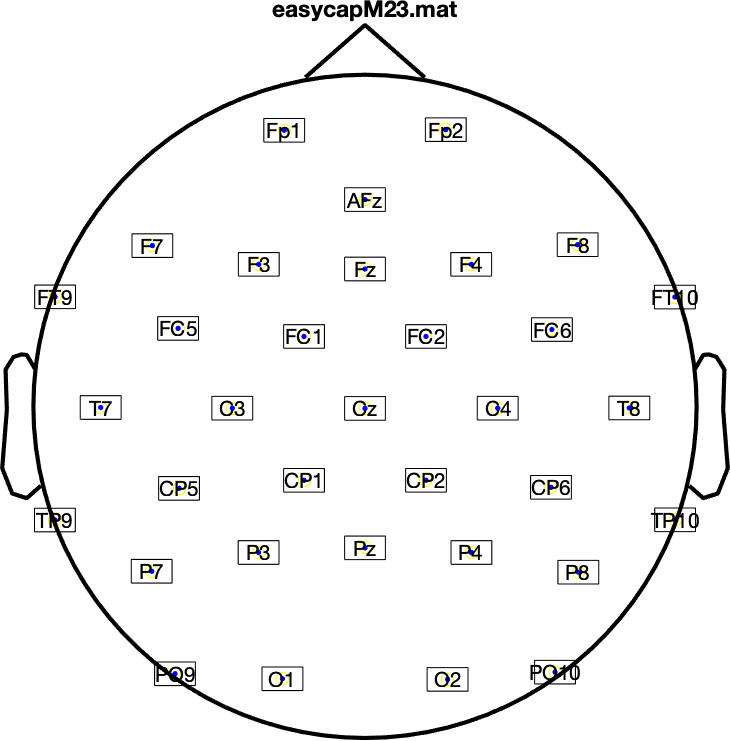 easycapM23.mat
Fp1 Fp2
AFz
F7 F8
F3 Fz F4
FT9 FT10
FC5 FC1 FC2 FC6
T7 C3 Cz C4 T8
CP5 CP1 CP2 CP6
TP9 TP10
P3 Pz P4
P7 P8
PO9 O1 O2 PO10